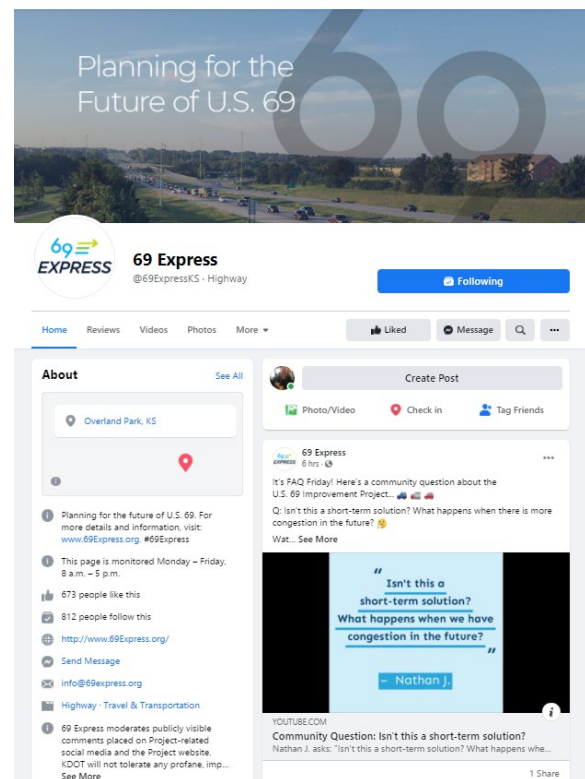 Planning for the
Future of U.S. 69
69
69
EXPRESS
69 Express
@69ExpressKS · Highway
Following
Home Reviews Videos Photos More
Liked Message
About See All
Overland Park, KS
Planning for the future of U.S. 69. For
more details and information, visit:
www.69Express.org. #69Express
This page is monitored Monday – Friday,
8 a.m. – 5 p.m.
673 people like this
812 people follow this
http://www.69Express.org/
Send Message
info@69express.org
Highway · Travel & Transportation
69 Express moderates publicly visible
comments placed on Project-related
social media and the Project website.
KDOT will not tolerate any profane, imp...
See More
Create Post
Photo/Video Check in Tag Friends
69 EXPRESS
69 Express
6 hrs ·
It's FAQ Friday! Here's a community question about the
U.S. 69 Improvement Project...
Q: Isn't this a short-term solution? What happens when there is more
congestion in the future?
Wat... See More
"
Isn't this a
short-term solution?
What happens when we have
congestion in the future?
"
– Nathan J.
YOUTUBE.COM
Community Question: Isn't this a short-term solution?
Nathan J. asks: "Isn't this a short-term solution? What happens whe...
1 Share